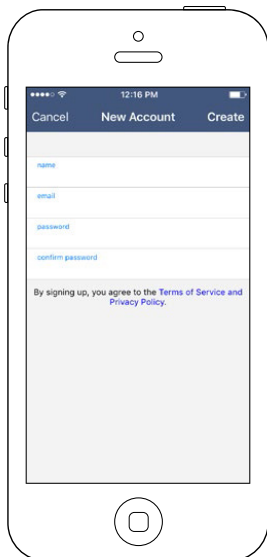 12:16 PM
Cancel New Account Create
name
email
password
confirm password
By signing up, you agree to the Terms of Service and
Privacy Policy.